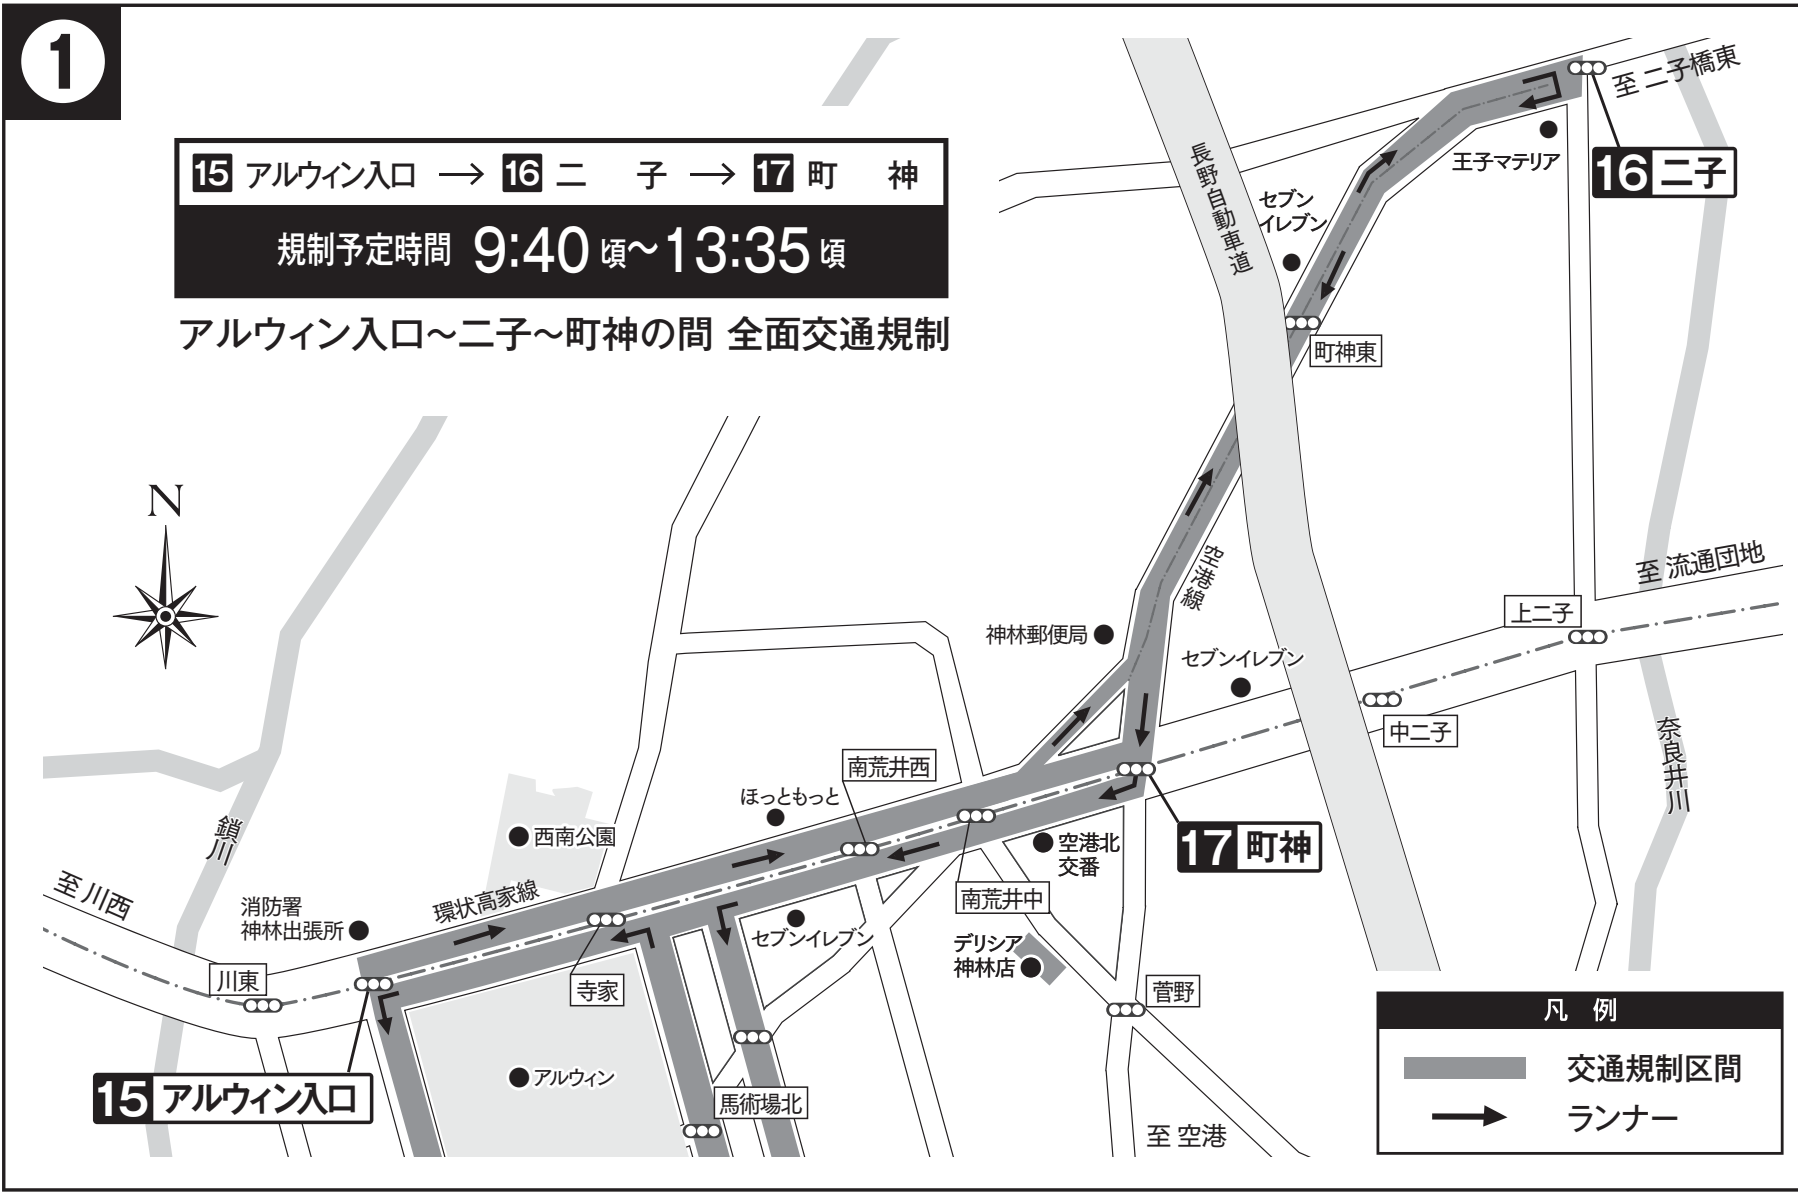 1
15 アルウィン入口 → 16 二 子 → 17 町 神
規制予定時間 9:40頃〜13:35頃
アルウィン入口〜二子〜町神の間 全面交通規制
至 二子橋東
王子マテリア
16 二子
長野自動車道
セブン
イレブン
町神東
N
空港線
至 流通団地
上二子
神林郵便局
セブンイレブン
中二子
奈良井川
南荒井西
ほっともっと
西南公園
鎖川
17 町神
空港北
交番
至 川西
消防署
神林出張所
環状高家線
南荒井中
セブンイレブン
デリシア
神林店
川東
寺家
菅野
15 アルウィン入口
アルウィン
馬術場北
至 空港
凡 例
交通規制区間
ランナー